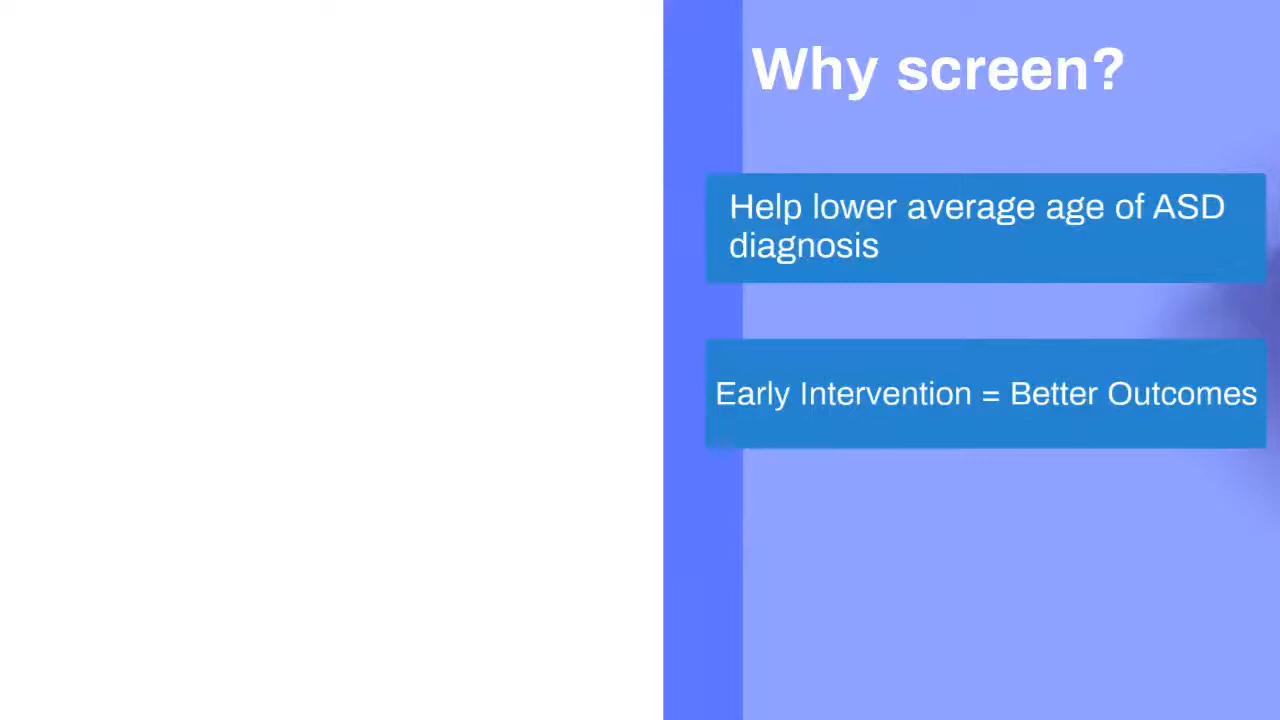 Why screen?
Help lower average age of ASD
diagnosis
Early Intervention = Better Outcomes